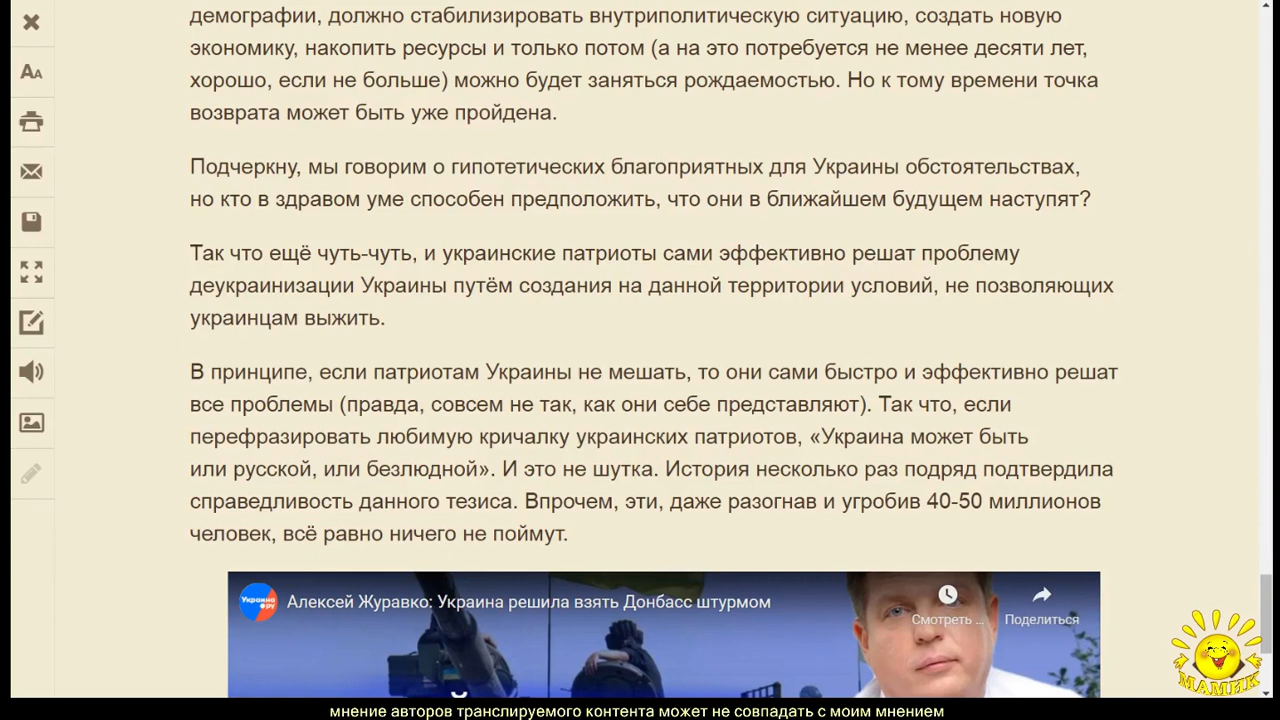 демографии, должно стабилизировать внутриполитическую ситуацию, создать новую
экономику, накопить ресурсы и только потом (а на это потребуется не менее десяти лет,
хорошо, если не больше) можно будет заняться рождаемостью. Но к тому времени точка
возврата может быть уже пройдена.
Подчеркну, мы говорим о гипотетических благоприятных для Украины обстоятельствах,
но кто в здравом уме способен предположить, что они в ближайшем будущем наступят?
Так что ещё чуть-чуть, и украинские патриоты сами эффективно решат проблему
деукраинизации Украины путём создания на данной территории условий, не позволяющих
украинцам выжить.
В принципе, если патриотам Украины не мешать, то они сами быстро и эффективно решат
все проблемы (правда, совсем не так, как они себе представляют). Так что, если
перефразировать любимую кричалку украинских патриотов, «Украина может быть
или русской, или безлюдной». И это не шутка. История несколько раз подряд подтвердила
справедливость данного тезиса. Впрочем, эти, даже разогнав и угробив 40-50 миллионов
человек, всё равно ничего не поймут.
Украина.ру
Алексей Журавко: Украина решила взять Донбасс штурмом
Смотреть ...
Поделиться
МАМИК
мнение авторов транслируемого контента может не совпадать с моим мнением